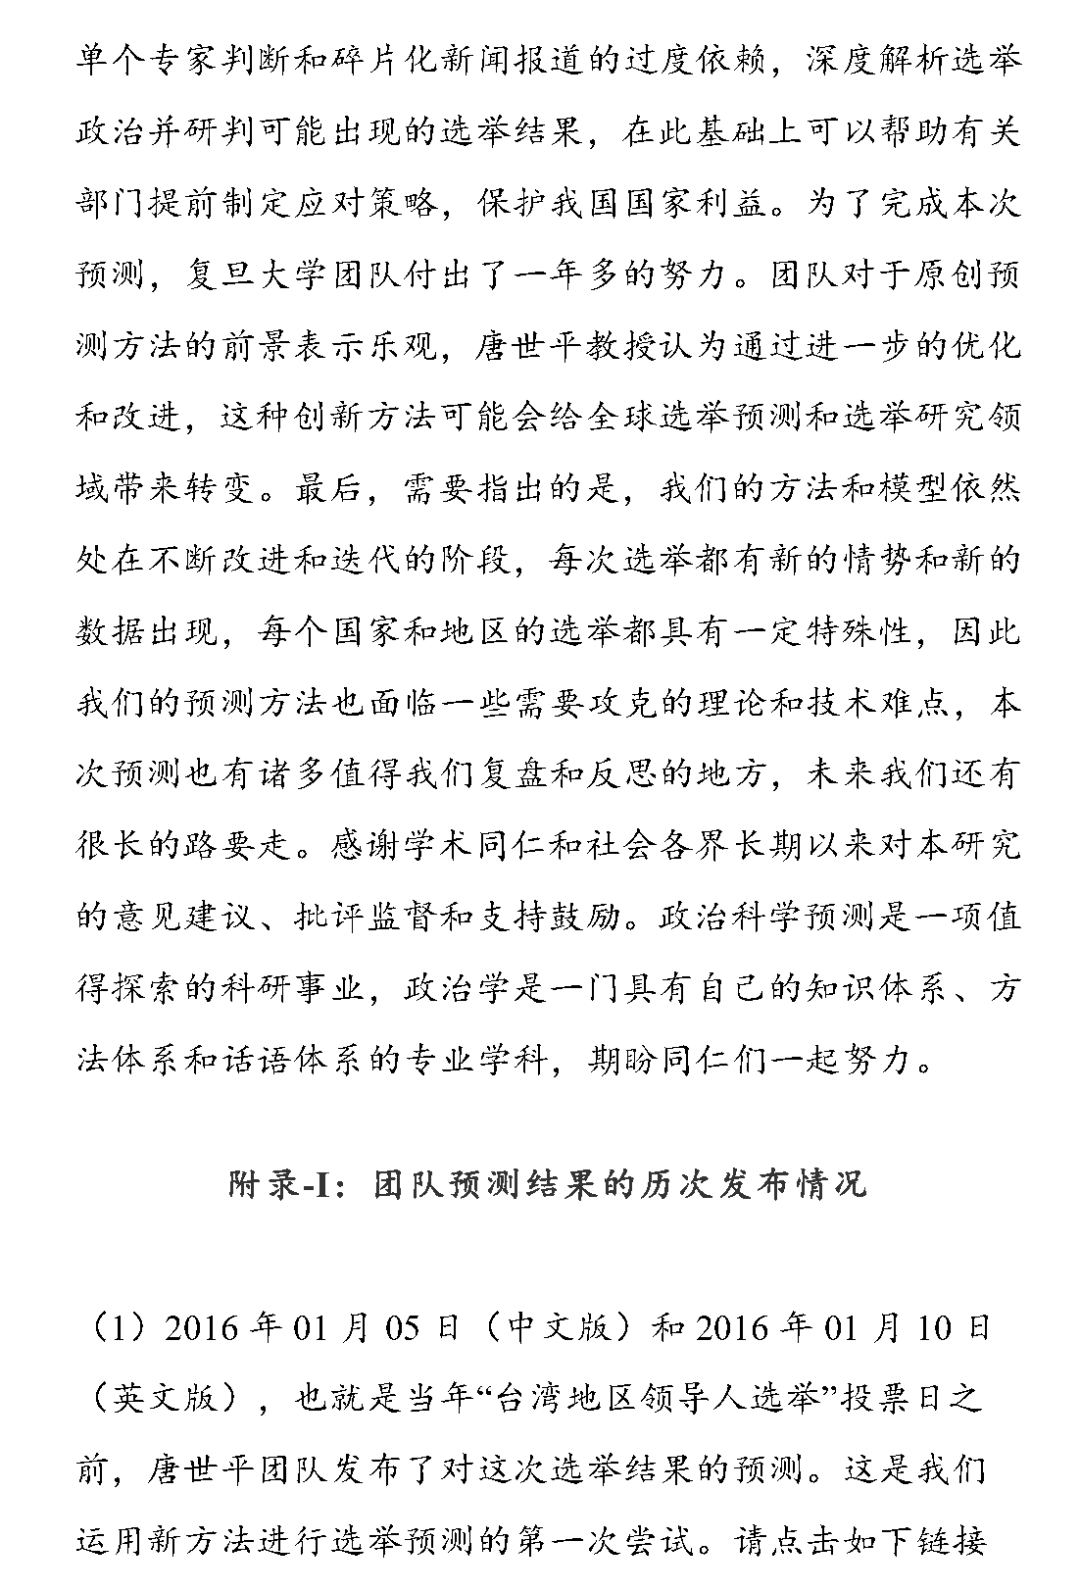 单个专家判断和碎片化新闻报道的过度依赖，深度解析选举
政治并研判可能出现的选举结果，在此基础上可以帮助有关
部门提前制定应对策略，保护我国国家利益。为了完成本次
预测，复旦大学团队付出了一年多的努力。团队对于原创预
测方法的前景表示乐观，唐世平教授认为通过进一步的优化
和改进，这种创新方法可能会给全球选举预测和选举研究领
域带来转变。最后，需要指出的是，我们的方法和模型依然
处在不断改进和迭代的阶段，每次选举都有新的情势和新的
数据出现，每个国家和地区的选举都具有一定特殊性，因此
我们的预测方法也面临一些需要攻克的理论和技术难点，本
次预测也有诸多值得我们复盘和反思的地方，未来我们还有
很长的路要走。感谢学术同仁和社会各界长期以来对本研究
的意见建议、批评监督和支持鼓励。政治科学预测是一项值
得探索的科研事业，政治学是一门具有自己的知识体系、方
法体系和话语体系的专业学科，期盼同仁们一起努力。
附录-I：团队预测结果的历次发布情况
（1）2016 年 01 月 05 日（中文版）和 2016 年 01 月 10 日
（英文版），也就是当年“台湾地区领导人选举”投票日之
前，唐世平团队发布了对这次选举结果的预测。这是我们
运用新方法进行选举预测的第一次尝试。请点击如下链接